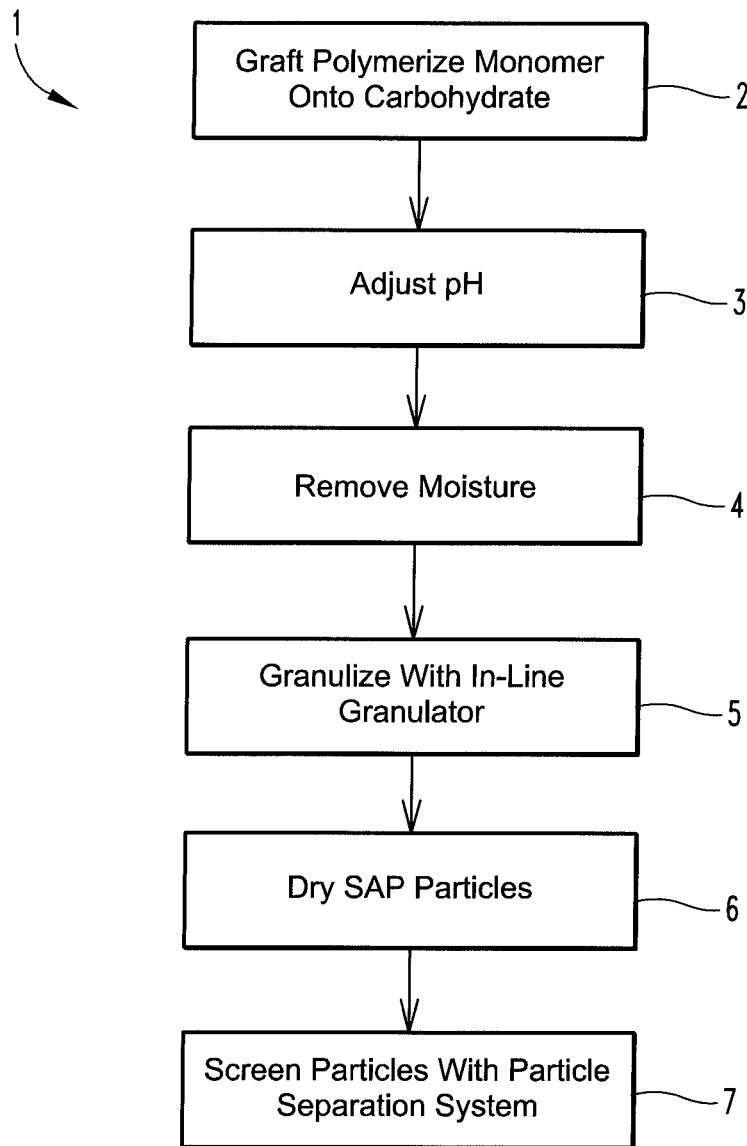 1
Graft Polymerize Monomer
Onto Carbohydrate
2
Adjust pH
3
Remove Moisture
4
Granulize With In-Line
Granulator
5
Dry SAP Particles
6
Screen Particles With Particle
Separation System
7